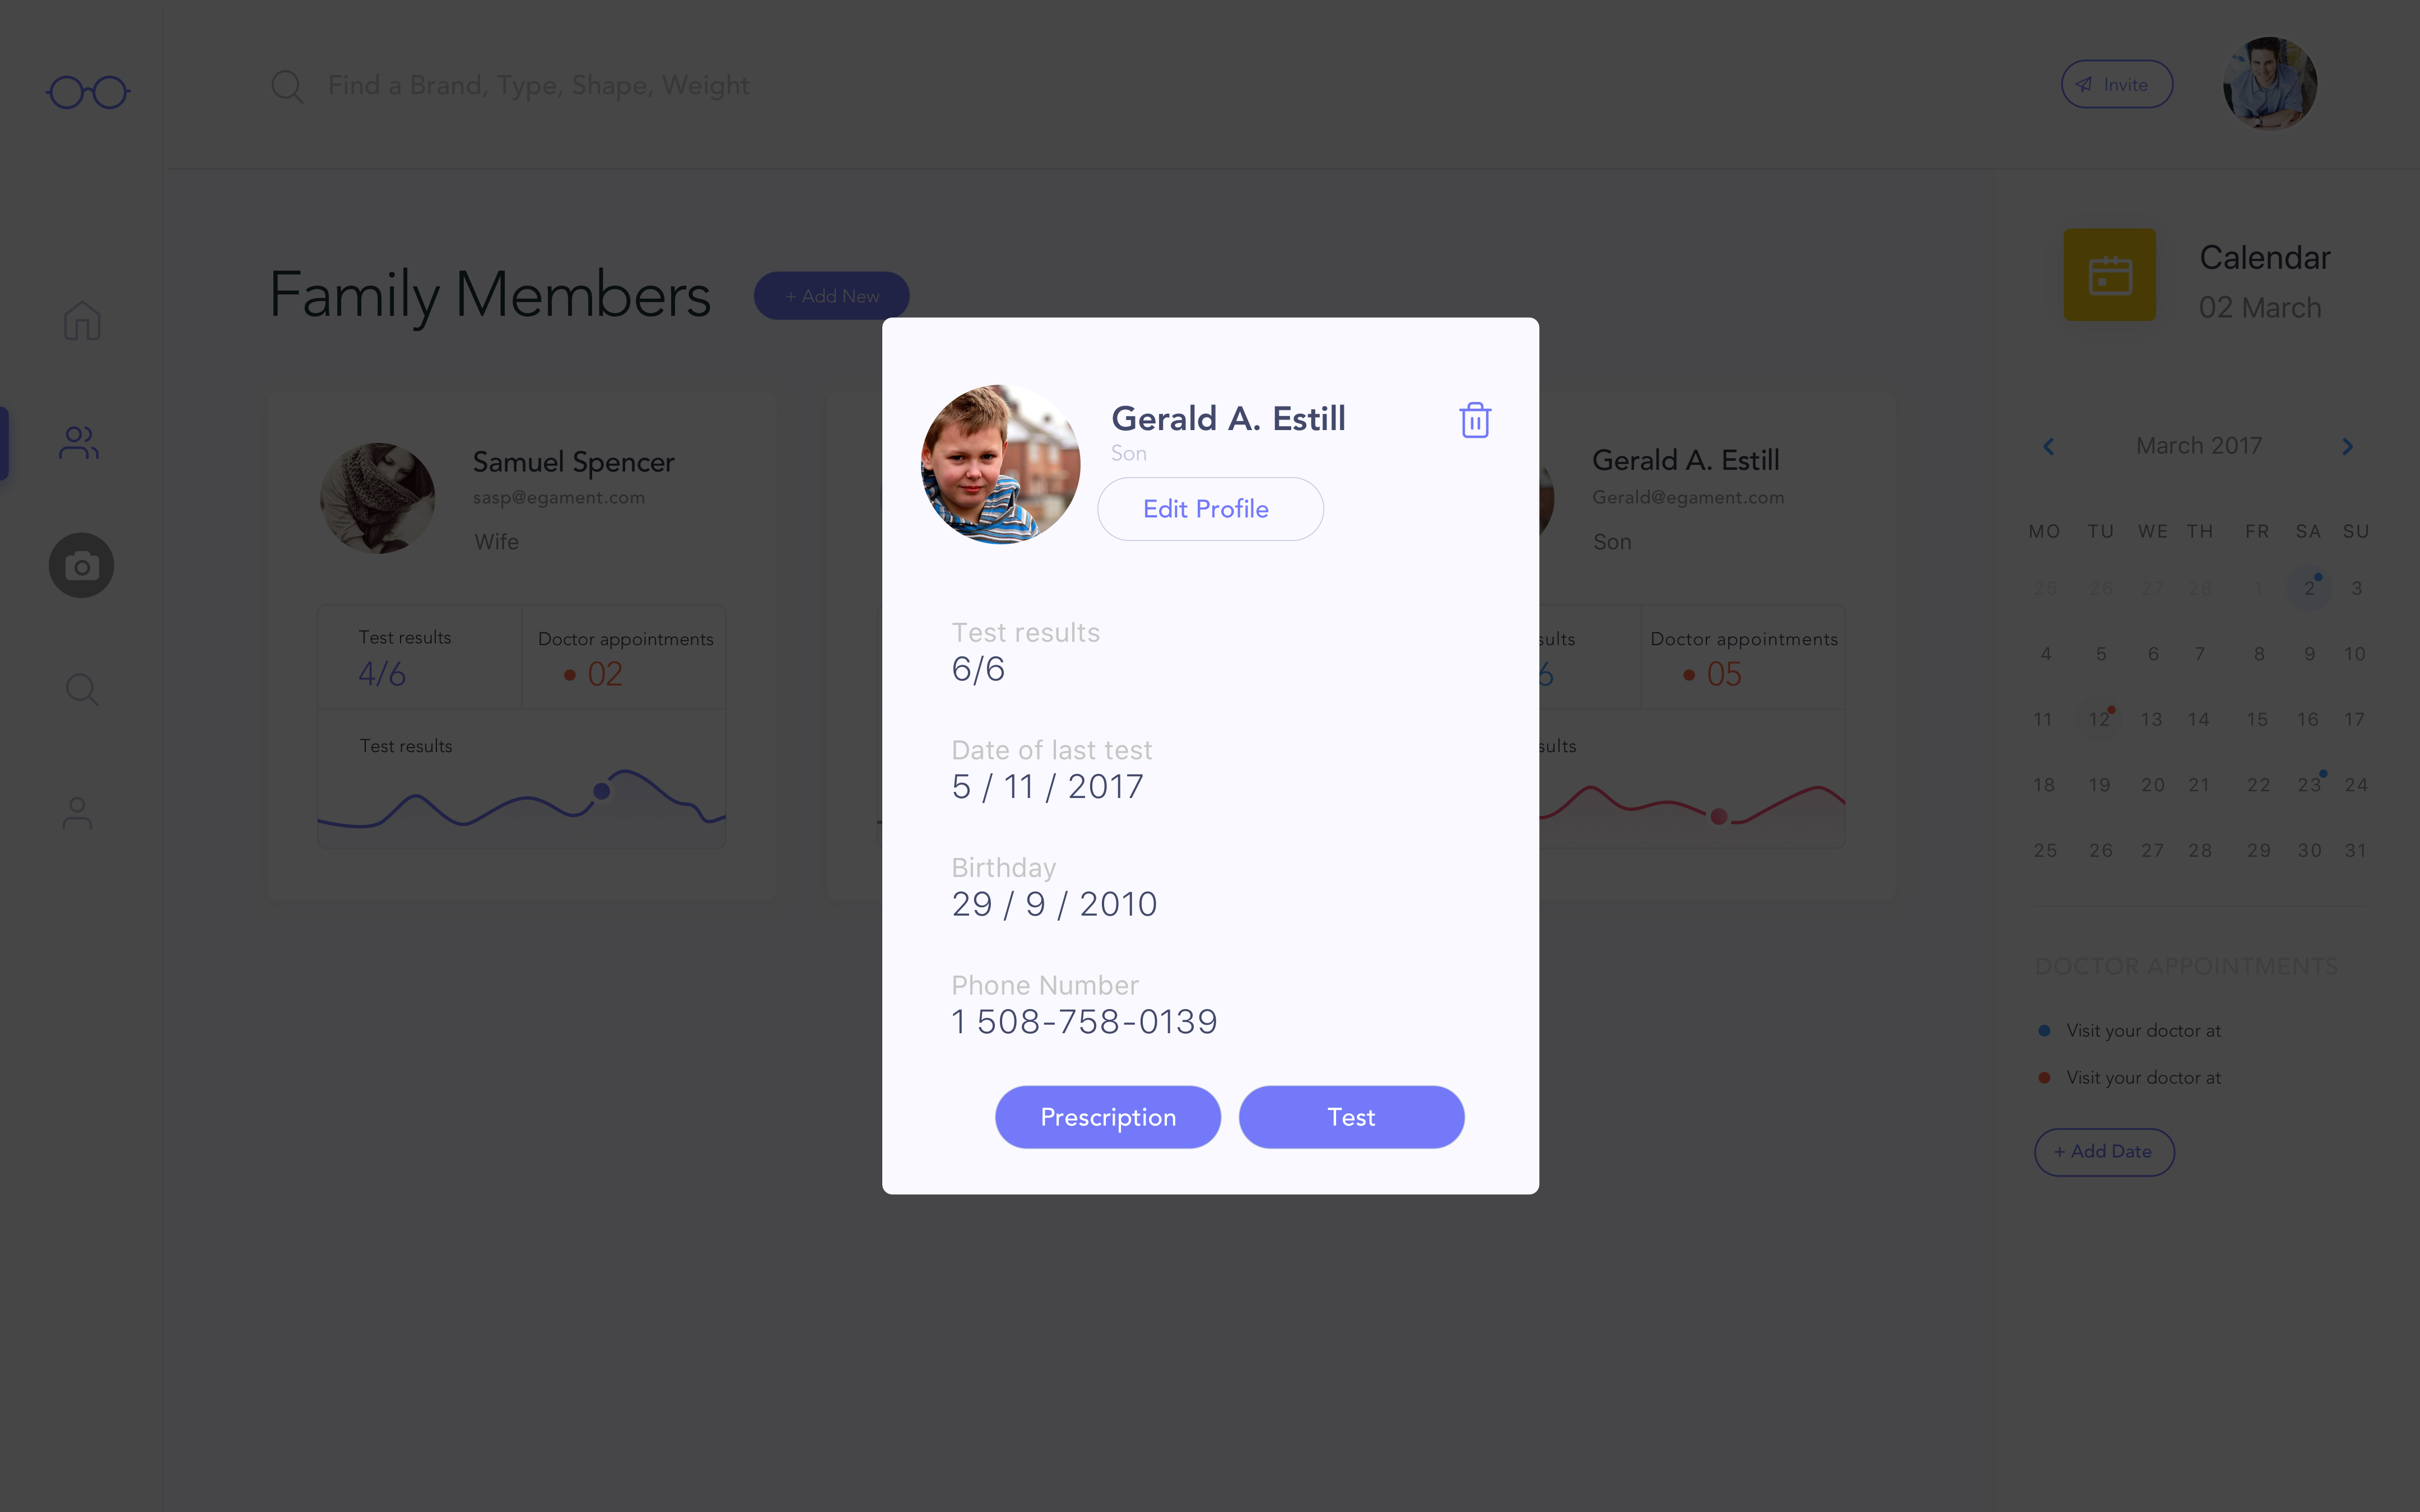 Find a Brand, Type, Shape, Weight
Invite
Family Members
+ Add New
Samuel Spencer
sasp@egament.com
Wife
Test results
4/6
Doctor appointments
02
Test results
Gerald A. Estill
Son
Edit Profile
Test results
6/6
Date of last test
5 / 11 / 2017
Birthday
29 / 9 / 2010
Phone Number
1 508-758-0139
Prescription
Test
Gerald A. Estill
Gerald@egament.com
Son
sults
6
Doctor appointments
05
sults
Calendar
02 March
March 2017
MO TU WE TH FR SA SU
25 26 27 28 1 2 3
4 5 6 7 8 9 10
11 12 13 14 15 16 17
18 19 20 21 22 23 24
25 26 27 28 29 30 31
DOCTOR APPOINTMENTS
Visit your doctor at
Visit your doctor at
+ Add Date